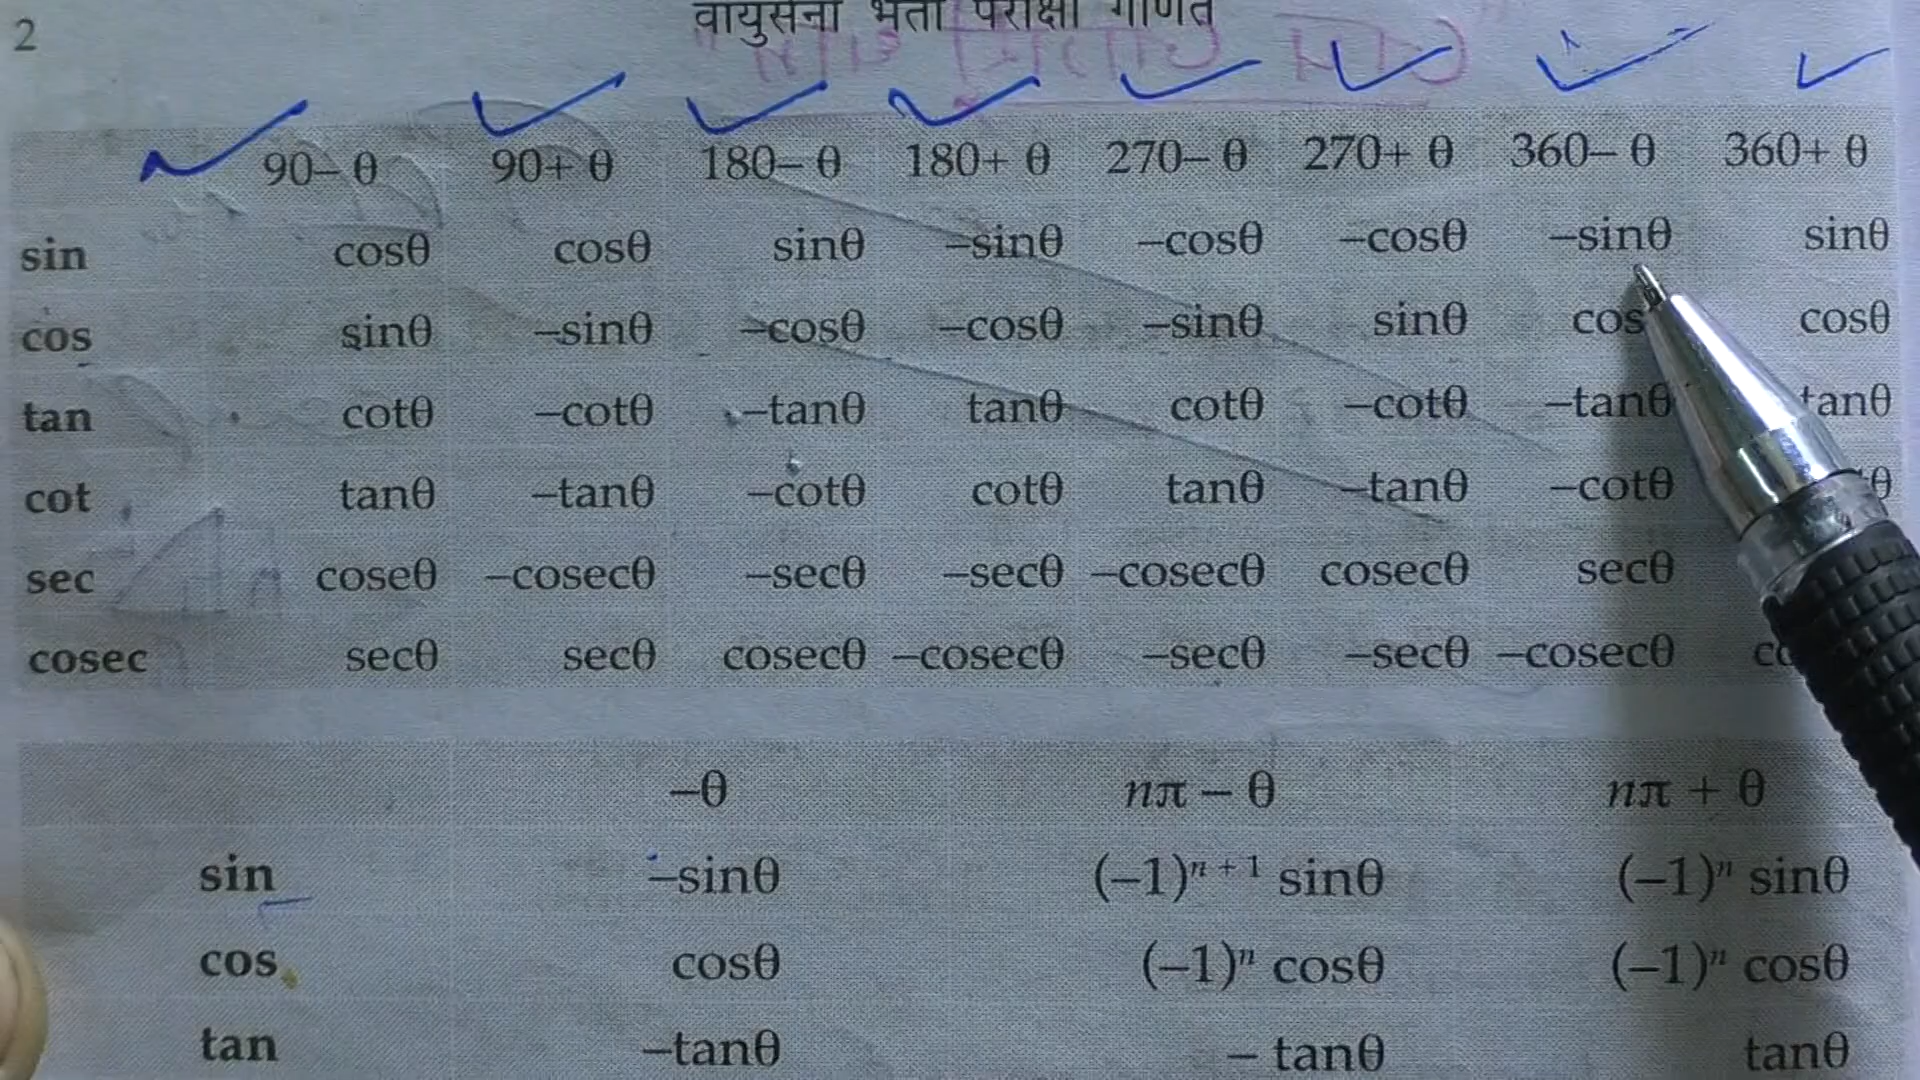 2
वायुसेना भर्ती परीक्षा गणित
90– θ 90+ θ 180– θ 180+ θ 270– θ 270+ θ 360– θ 360+ θ
sin cosθ cosθ sinθ –sinθ –cosθ –cosθ –sinθ sinθ
cos sinθ –sinθ –cosθ –cosθ –sinθ sinθ cos cosθ
tan cotθ –cotθ –tanθ tanθ cotθ –cotθ –tanθ tanθ
cot tanθ –tanθ –cotθ cotθ tanθ –tanθ –cotθ θ
sec coseθ –cosecθ –secθ –secθ –cosecθ cosecθ secθ
cosec secθ secθ cosecθ –cosecθ –secθ –secθ –cosecθ
–θ nπ – θ nπ + θ
sin –sinθ (–1)ⁿ ⁺ ¹ sinθ (–1)ⁿ sinθ
cos cosθ (–1)ⁿ cosθ (–1)ⁿ cosθ
tan –tanθ – tanθ tanθ